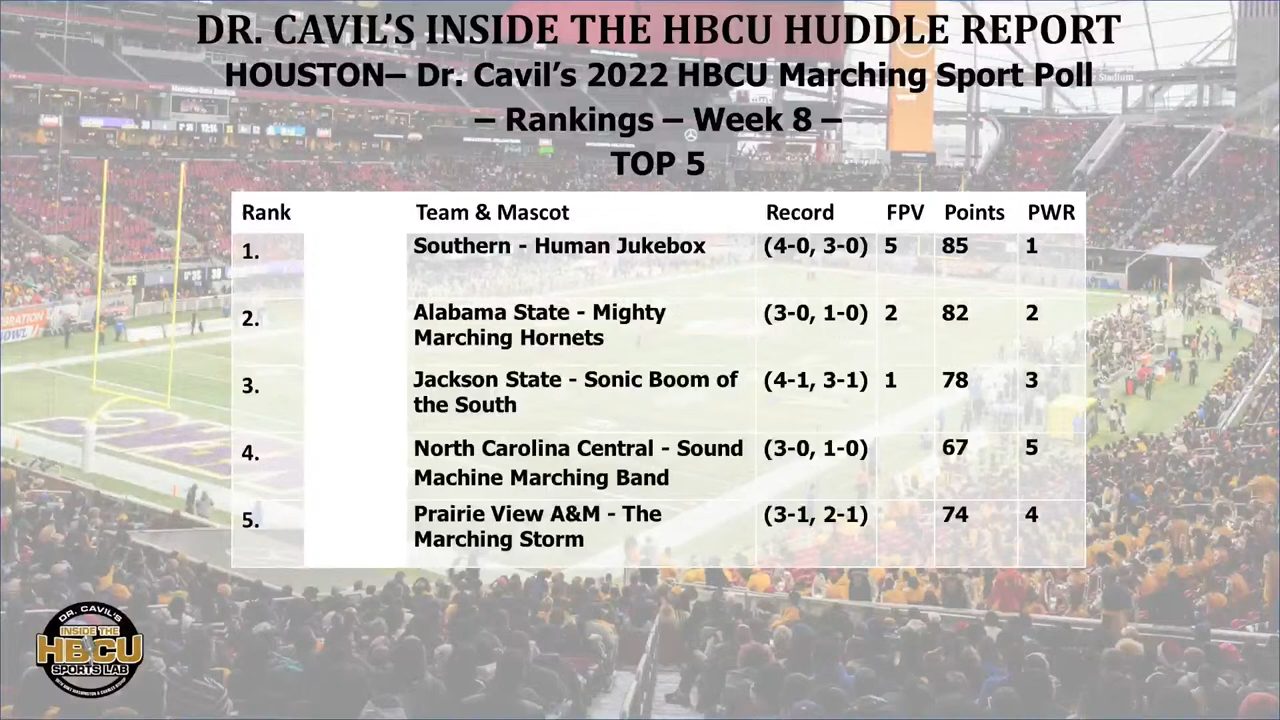 DR. CAVIL'S INSIDE THE HBCU HUDDLE REPORT
HOUSTON– Dr. Cavil's 2022 HBCU Marching Sport Poll
– Rankings – Week 8 –
TOP 5
Rank Team & Mascot Record FPV Points PWR
1. Southern - Human Jukebox (4-0, 3-0) 5 85 1
2. Alabama State - Mighty Marching Hornets (3-0, 1-0) 2 82 2
3. Jackson State - Sonic Boom of the South (4-1, 3-1) 1 78 3
4. North Carolina Central - Sound Machine Marching Band (3-0, 1-0) 67 5
5. Prairie View A&M - The Marching Storm (3-1, 2-1) 74 4
Stadium
DR. CAVIL'S
INSIDE THE
HBCU
SPORTS LAB